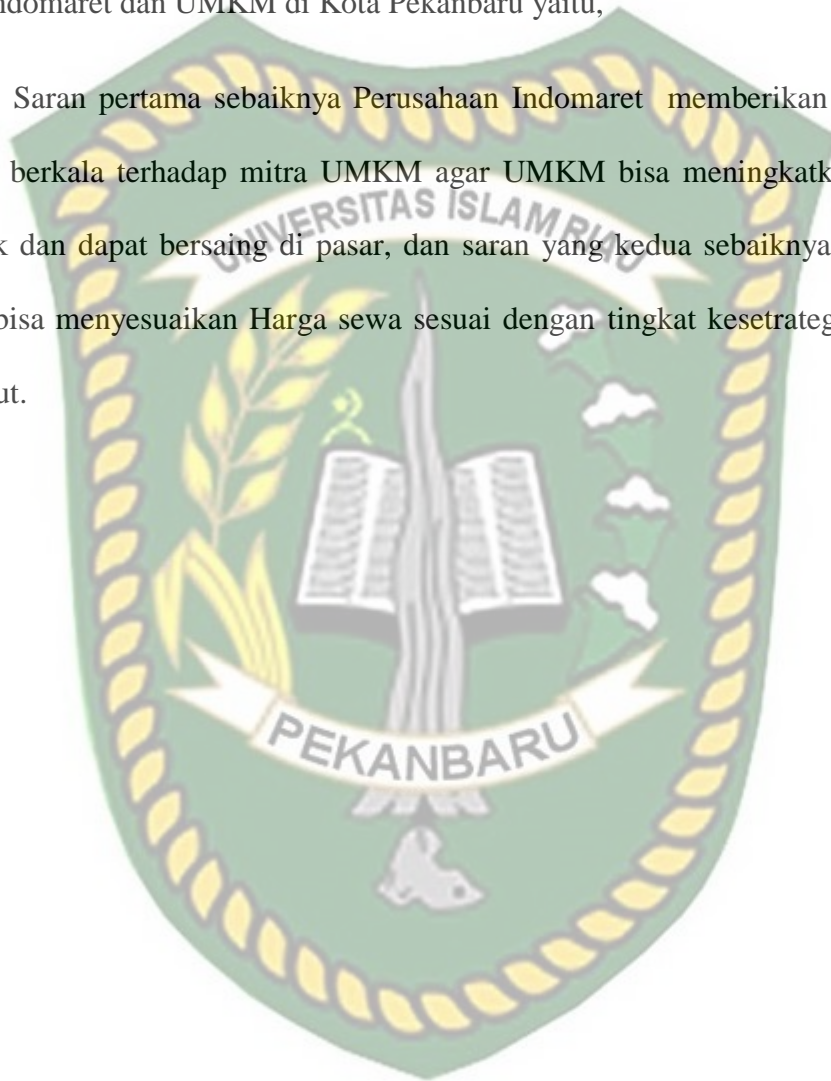 ndomaret dan UMKM di Kota Pekanbaru yaitu,
Saran pertama sebaiknya Perusahaan Indomaret memberikan
berkala terhadap mitra UMKM agar UMKM bisa meningkatk
k dan dapat bersaing di pasar, dan saran yang kedua sebaiknya
bisa menyesuaikan Harga sewa sesuai dengan tingkat kesetrateg
ut.
UNIVERSITAS ISLAM RIAU
PEKANBARU